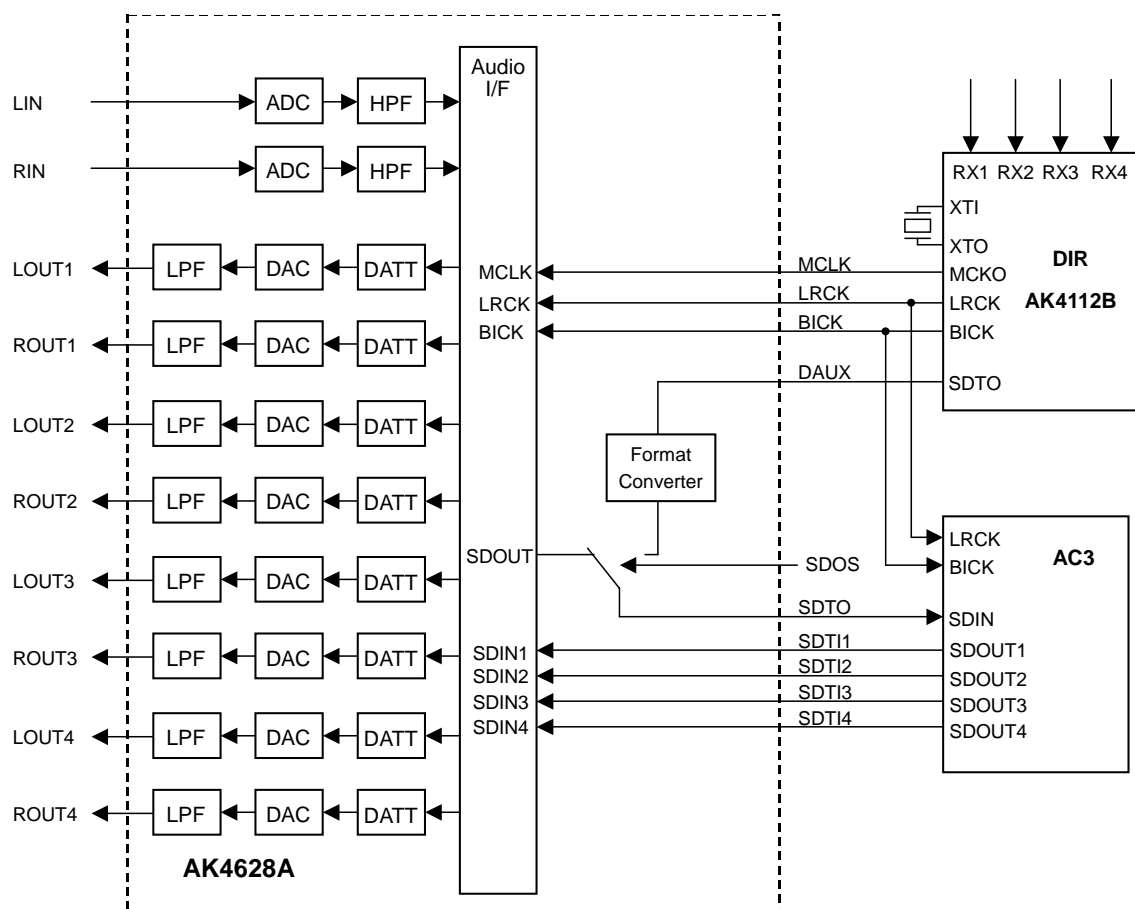 Audio
I/F
LIN
ADC
HPF
RIN
ADC
HPF
RX1 RX2 RX3 RX4
XTI
XTO
DIR
AK4112B
LOUT1
LPF
DAC
DATT
MCLK
MCLK
MCKO
LRCK
LRCK
LRCK
BICK
BICK
BICK
ROUT1
LPF
DAC
DATT
DAUX
SDTO
LOUT2
LPF
DAC
DATT
Format
Converter
ROUT2
LPF
DAC
DATT
LRCK
AC3
BICK
SDOUT
SDOS
LOUT3
LPF
DAC
DATT
SDTO
SDIN
ROUT3
LPF
DAC
DATT
SDIN1
SDTI1
SDOUT1
SDIN2
SDTI2
SDOUT2
SDIN3
SDTI3
SDOUT3
SDIN4
SDTI4
SDOUT4
LOUT4
LPF
DAC
DATT
ROUT4
LPF
DAC
DATT
AK4628A